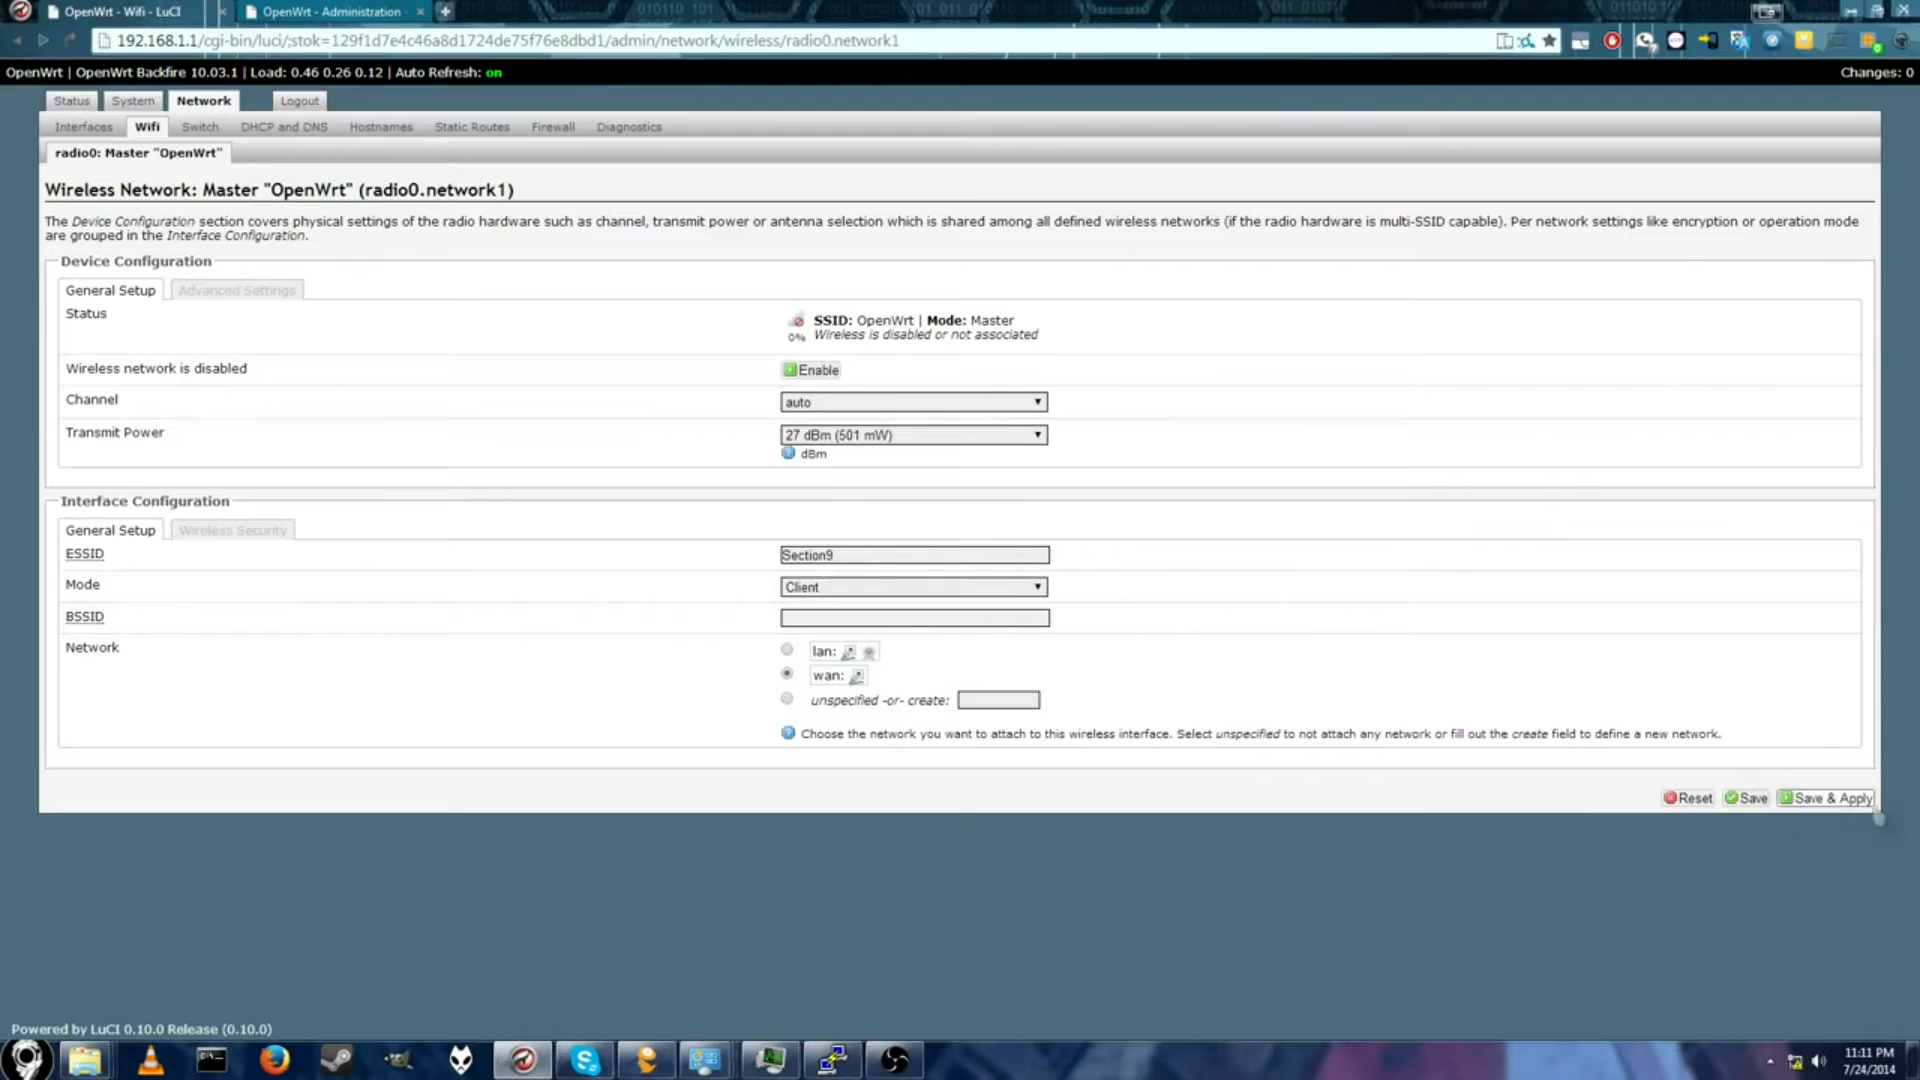 OpenWrt - Wifi - LuCI
OpenWrt - Administration
192.168.1.1/cgi-bin/luci/;stok=129f1d7e4c46a8d1724de75f76e8dbd1/admin/network/wireless/radio0.network1
OpenWrt | OpenWrt Backfire 10.03.1 | Load: 0.46 0.26 0.12 | Auto Refresh: on
Changes: 0
Status System Network Logout
Interfaces Wifi Switch DHCP and DNS Hostnames Static Routes Firewall Diagnostics
radio0: Master "OpenWrt"
Wireless Network: Master "OpenWrt" (radio0.network1)
The Device Configuration section covers physical settings of the radio hardware such as channel, transmit power or antenna selection which is shared among all defined wireless networks (if the radio hardware is multi-SSID capable). Per network settings like encryption or operation mode
are grouped in the Interface Configuration.
Device Configuration
General Setup Advanced Settings
Status
SSID: OpenWrt | Mode: Master
0% Wireless is disabled or not associated
Wireless network is disabled
Enable
Channel
auto
Transmit Power
27 dBm (501 mW)
dBm
Interface Configuration
General Setup Wireless Security
ESSID
Section9
Mode
Client
BSSID
Network
lan:
wan:
unspecified -or- create:
Choose the network you want to attach to this wireless interface. Select unspecified to not attach any network or fill out the create field to define a new network.
Reset Save Save & Apply
Powered by LuCI 0.10.0 Release (0.10.0)
11:11 PM
7/24/2014